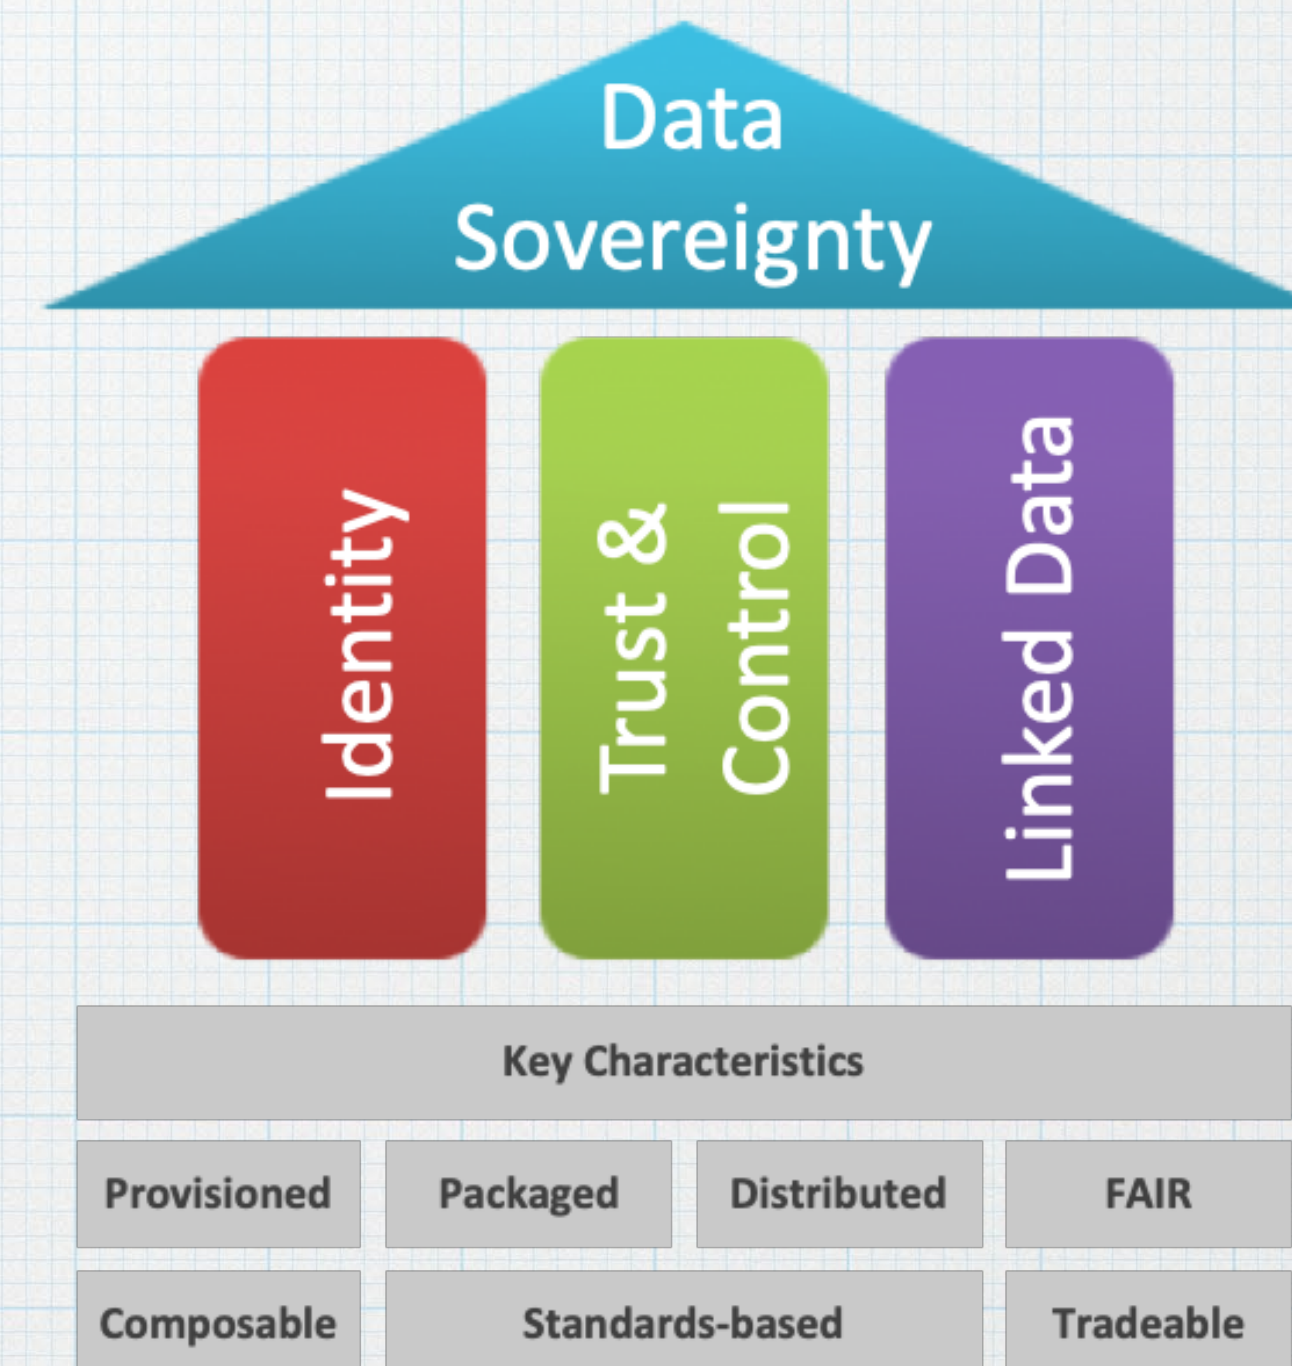 Data
Sovereignty
Identity
Trust &
Control
Linked Data
Key Characteristics
Provisioned
Packaged
Distributed
FAIR
Composable
Standards-based
Tradeable